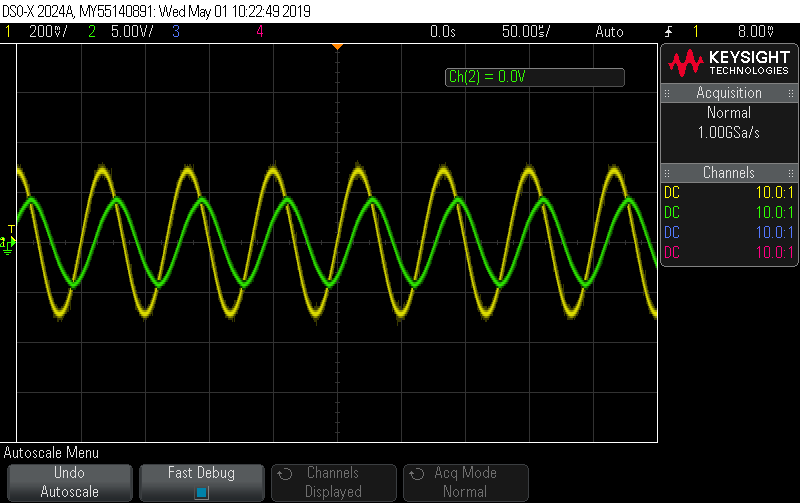 DSO-X 2024A, MY55140891: Wed May 01 10:22:49 2019
1 200mV/ 2 5.00V/ 3 4 0.0s 50.00us/ Auto 1 8.00mV
Ch(2) = 0.0V
KEYSIGHT
TECHNOLOGIES
Acquisition
Normal
1.00GSa/s
Channels
DC 10.0:1
DC 10.0:1
DC 10.0:1
DC 10.0:1
T
Autoscale Menu
Undo
Autoscale
Fast Debug
Channels
Displayed
Acq Mode
Normal